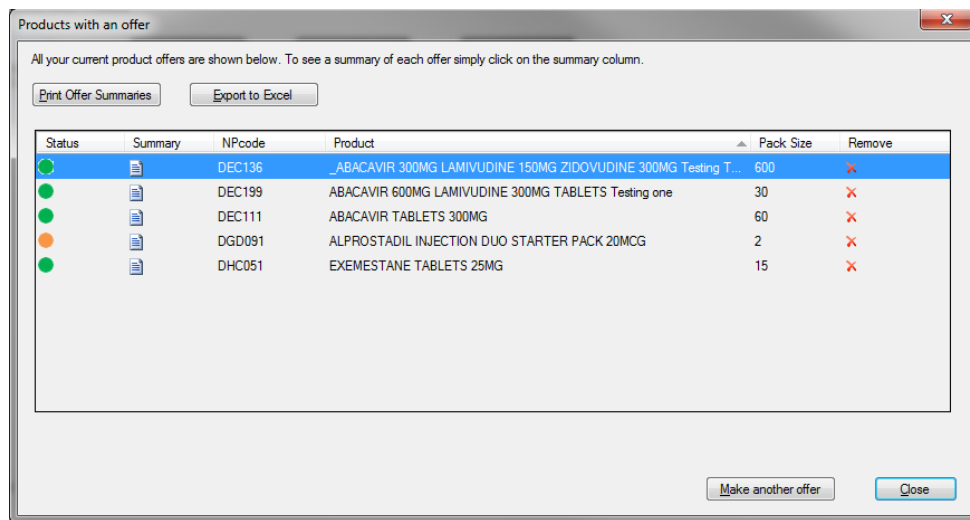 Products with an offer
All your current product offers are shown below. To see a summary of each offer simply click on the summary column.
Print Offer Summaries Export to Excel
Status Summary NPcode Product Pack Size Remove
DEC136 _ABACAVIR 300MG LAMIVUDINE 150MG ZIDOVUDINE 300MG Testing T... 600
DEC199 ABACAVIR 600MG LAMIVUDINE 300MG TABLETS Testing one 30
DEC111 ABACAVIR TABLETS 300MG 60
DGD091 ALPROSTADIL INJECTION DUO STARTER PACK 20MCG 2
DHC051 EXEMESTANE TABLETS 25MG 15
Make another offer Close